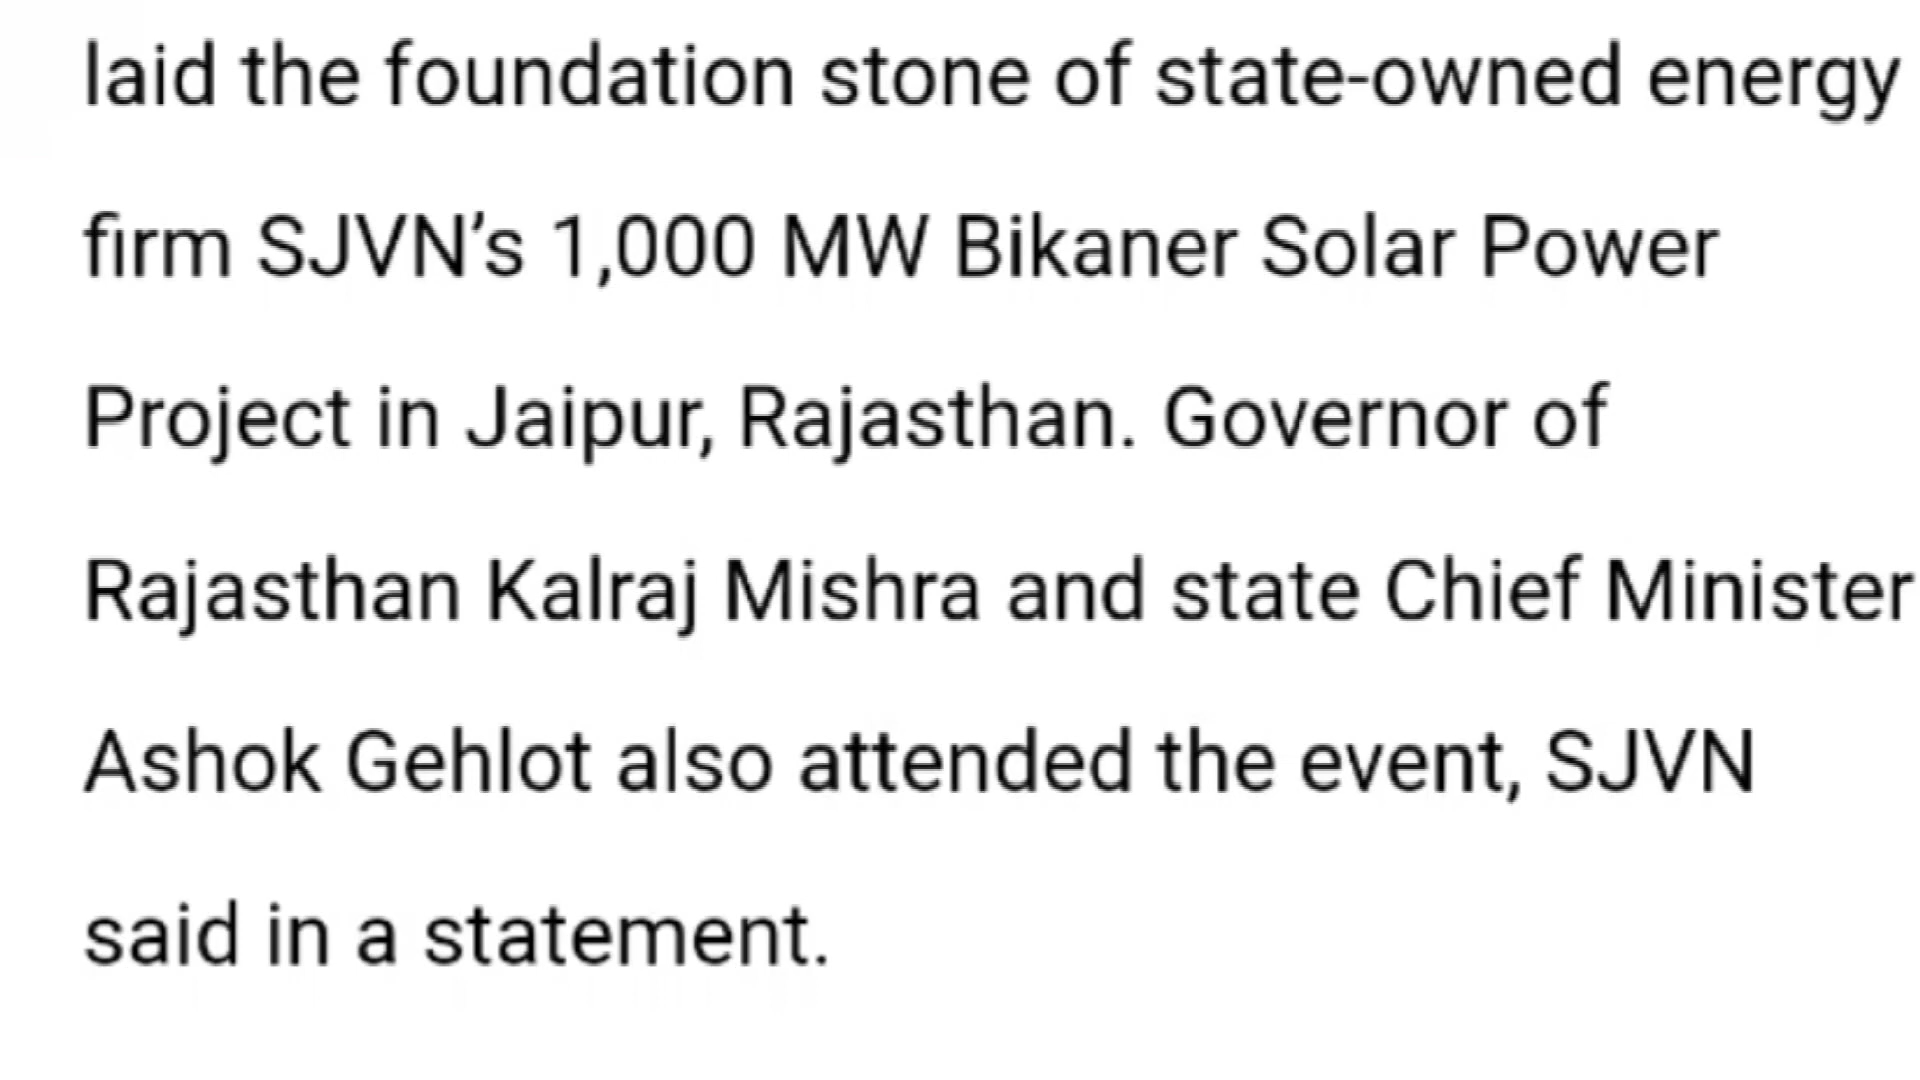 laid the foundation stone of state-owned energy
firm SJVN’s 1,000 MW Bikaner Solar Power
Project in Jaipur, Rajasthan. Governor of
Rajasthan Kalraj Mishra and state Chief Minister
Ashok Gehlot also attended the event, SJVN
said in a statement.